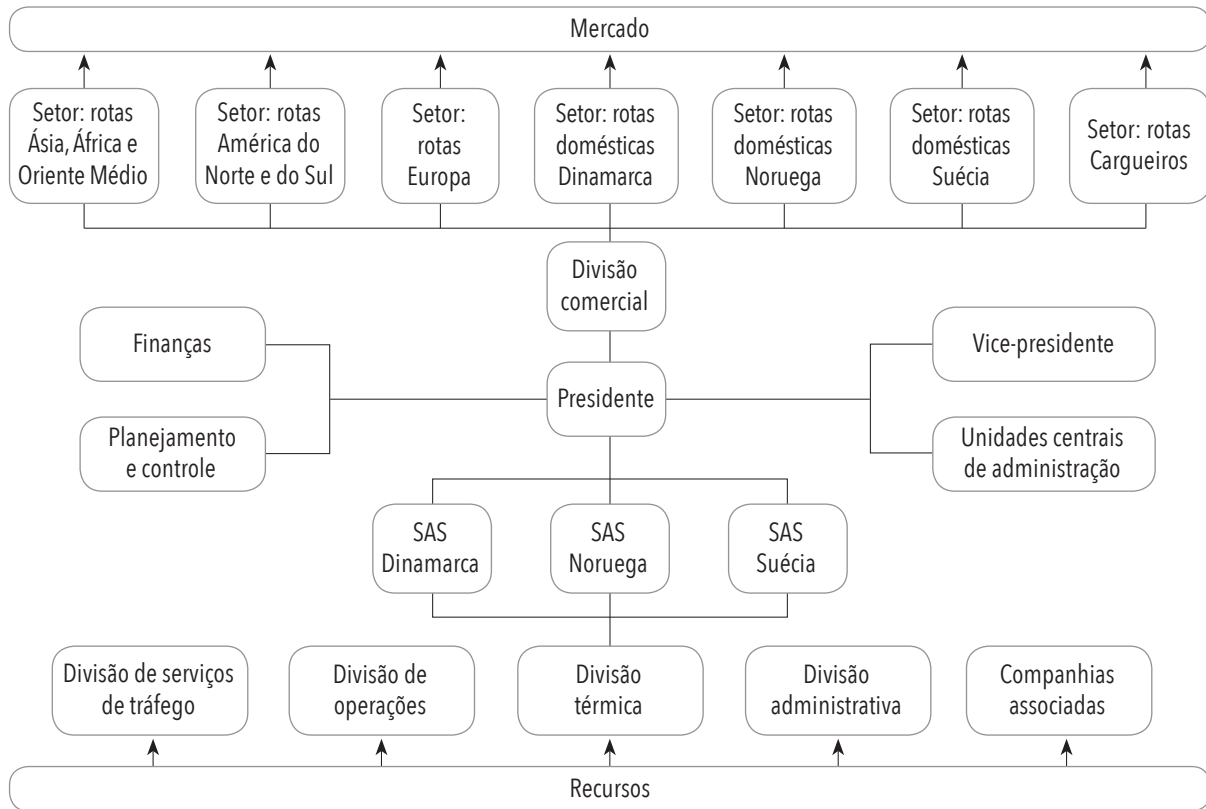 Mercado
Setor: rotas
Ásia, África e
Oriente Médio
Setor: rotas
América do
Norte e do Sul
Setor:
rotas
Europa
Setor: rotas
domésticas
Dinamarca
Setor: rotas
domésticas
Noruega
Setor: rotas
domésticas
Suécia
Setor: rotas
Cargueiros
Divisão
comercial
Finanças
Vice-presidente
Presidente
Planejamento
e controle
Unidades centrais
de administração
SAS
Dinamarca
SAS
Noruega
SAS
Suécia
Divisão de serviços
de tráfego
Divisão de
operações
Divisão
térmica
Divisão
administrativa
Companhias
associadas
Recursos